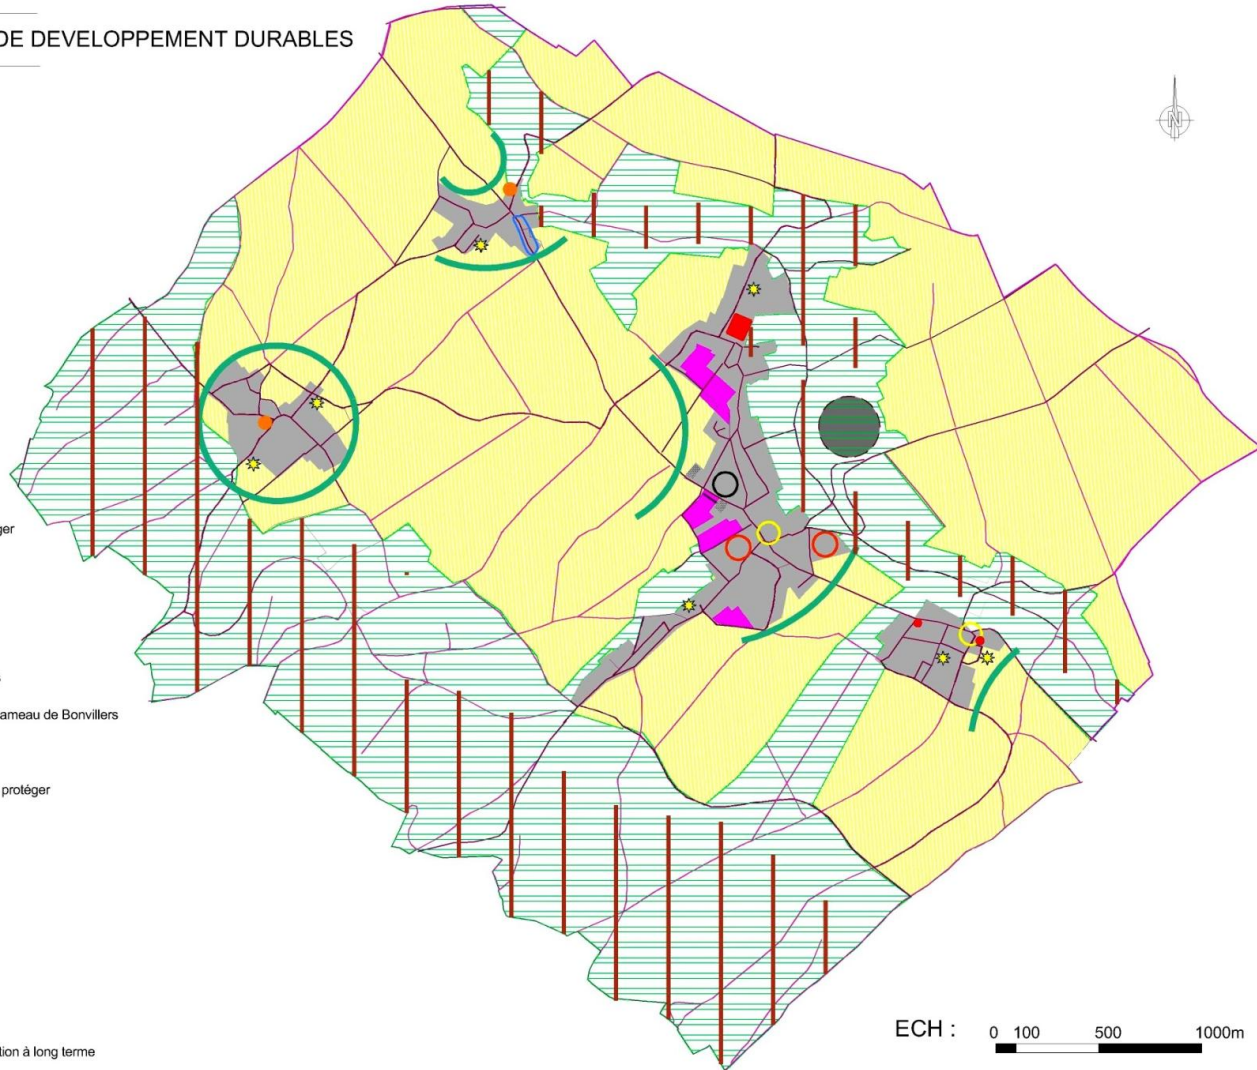 DE DEVELOPPEMENT DURABLES
N
ger
s
ameau de Bonvillers
protéger
tion à long terme
ECH : 0 100 500 1000m